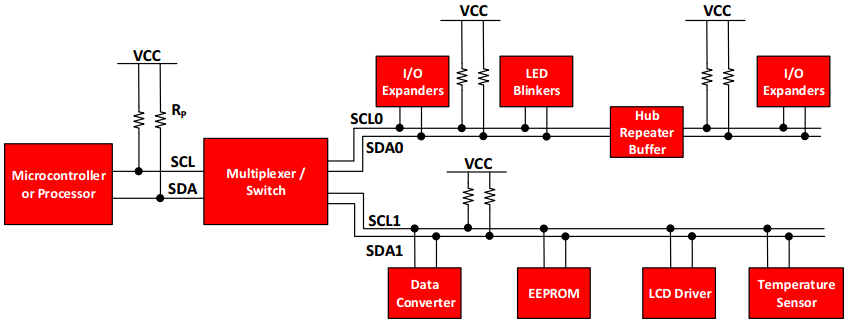 VCC
VCC
VCC
I/O
Expanders
LED
Blinkers
I/O
Expanders
RP
SCL0
SDA0
Hub
Repeater
Buffer
Microcontroller
or Processor
SCL
SDA
Multiplexer /
Switch
VCC
SCL1
SDA1
Data
Converter
EEPROM
LCD Driver
Temperature
Sensor